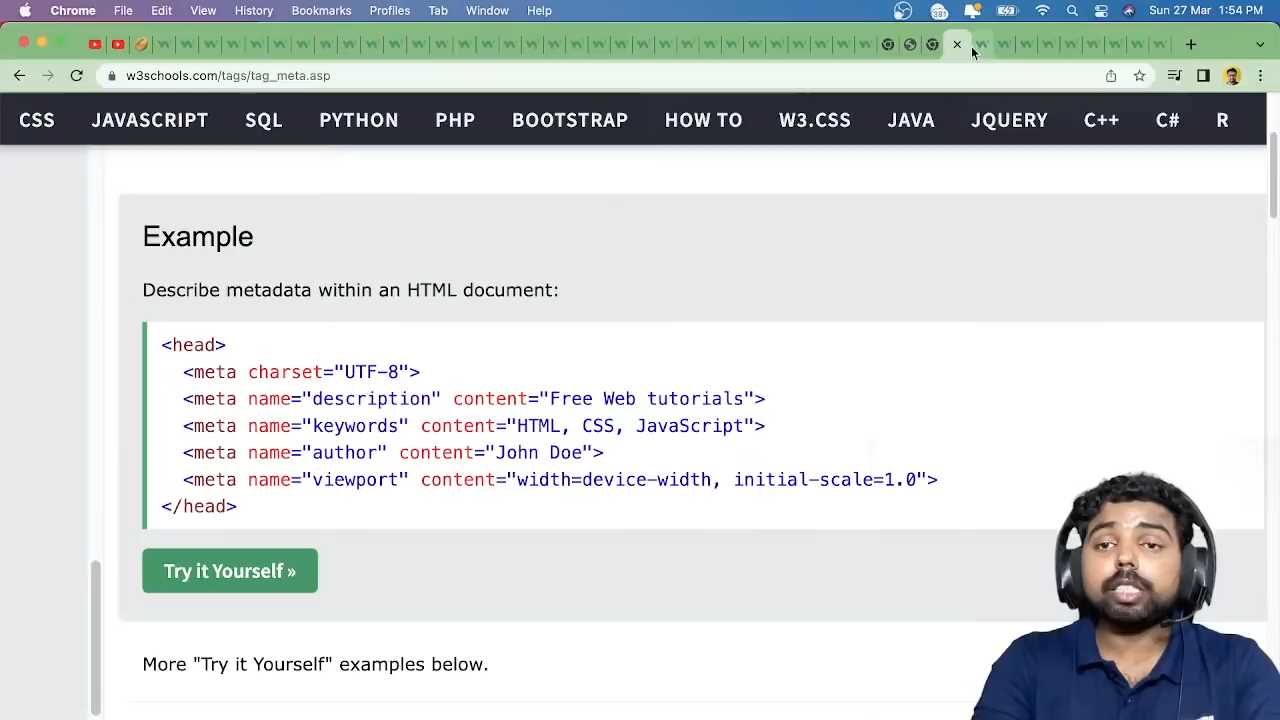 Chrome File Edit View History Bookmarks Profiles Tab Window Help 381 Sun 27 Mar 1:54 PM
w3schools.com/tags/tag_meta.asp
CSS JAVASCRIPT SQL PYTHON PHP BOOTSTRAP HOW TO W3.CSS JAVA JQUERY C++ C# R
Example
Describe metadata within an HTML document:
<head>
<meta charset="UTF-8">
<meta name="description" content="Free Web tutorials">
<meta name="keywords" content="HTML, CSS, JavaScript">
<meta name="author" content="John Doe">
<meta name="viewport" content="width=device-width, initial-scale=1.0">
</head>
Try it Yourself »
More "Try it Yourself" examples below.